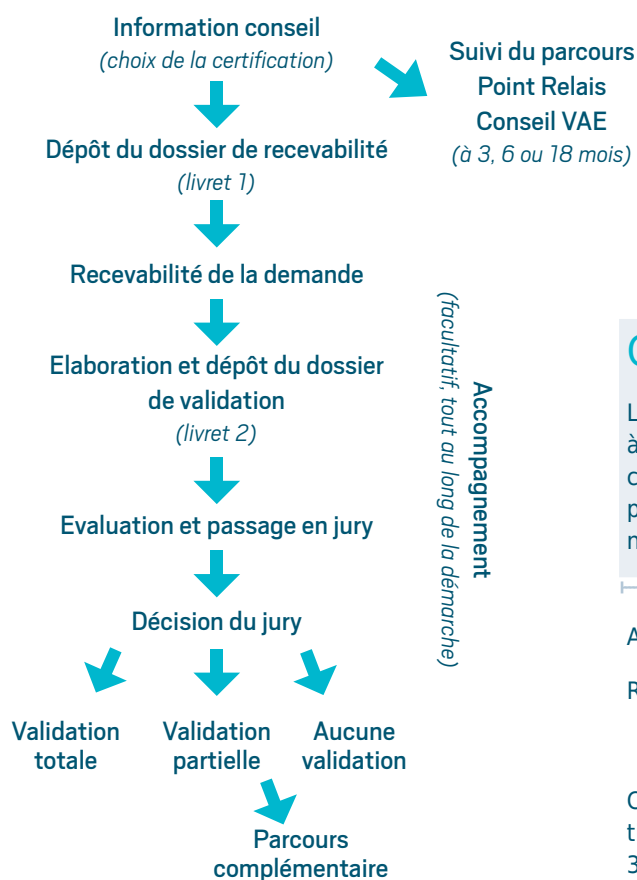 Information conseil
(choix de la certification)
Suivi du parcours
Point Relais
Conseil VAE
(à 3, 6 ou 18 mois)
Dépôt du dossier de recevabilité
(livret 1)
Recevabilité de la demande
Elaboration et dépôt du dossier
de validation
(livret 2)
Evaluation et passage en jury
Décision du jury
Validation
totale
Validation
partielle
Aucune
validation
Parcours
complémentaire
Accompagnement
(facultatif, tout au long de la démarche)